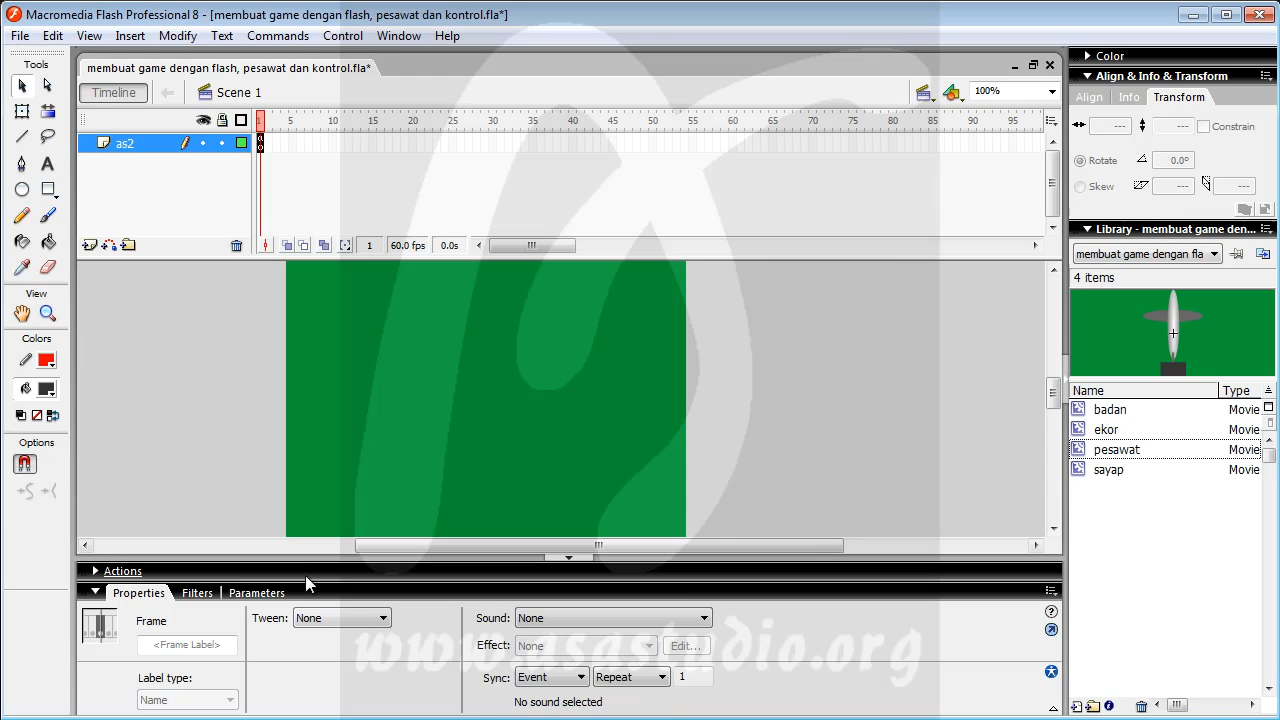 Macromedia Flash Professional 8 - [membuat game dengan flash, pesawat dan kontrol.fla*]
File Edit View Insert Modify Text Commands Control Window Help
Tools
membuat game dengan flash, pesawat dan kontrol.fla*
Timeline
Scene 1
100%
1 5 10 15 20 25 30 35 40 45 50 55 60 65 70 75 80 85 90 95
as2
1 60.0 fps 0.0s
View
Colors
Options
Color
Align & Info & Transform
Align Info Transform
--- --- Constrain
Rotate 0.0°
Skew --- ---
Library - membuat game den...
membuat game dengan fla
4 items
Name Type
badan Movie
ekor Movie
pesawat Movie
sayap Movie
Actions
Properties Filters Parameters
Frame
<Frame Label>
Label type:
Name
Tween: None
Sound: None
Effect: None Edit...
Sync: Event Repeat 1
No sound selected
www.asastudio.org